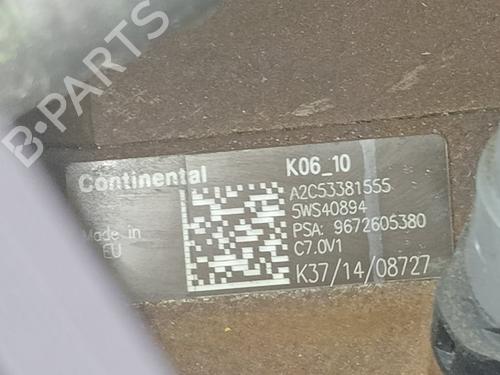 B-PARTS
Continental
K06_10
A2C53381555
5WS40894
PSA: 9672605380
C7.0V1
K37/14/08727
Made in
EU